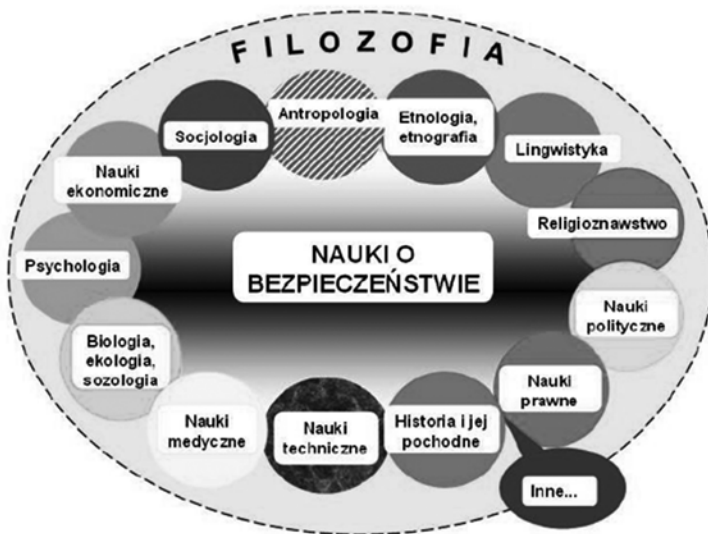 FILOZOFIA
Antropologia
Socjologia
Etnologia,
etnografia
Lingwistyka
Nauki
ekonomiczne
Religioznawstwo
NAUKI O
BEZPIECZEŃSTWIE
Psychologia
Nauki
polityczne
Biologia,
ekologia,
sozologia
Nauki
prawne
Nauki
medyczne
Nauki
techniczne
Historia i jej
pochodne
Inne...